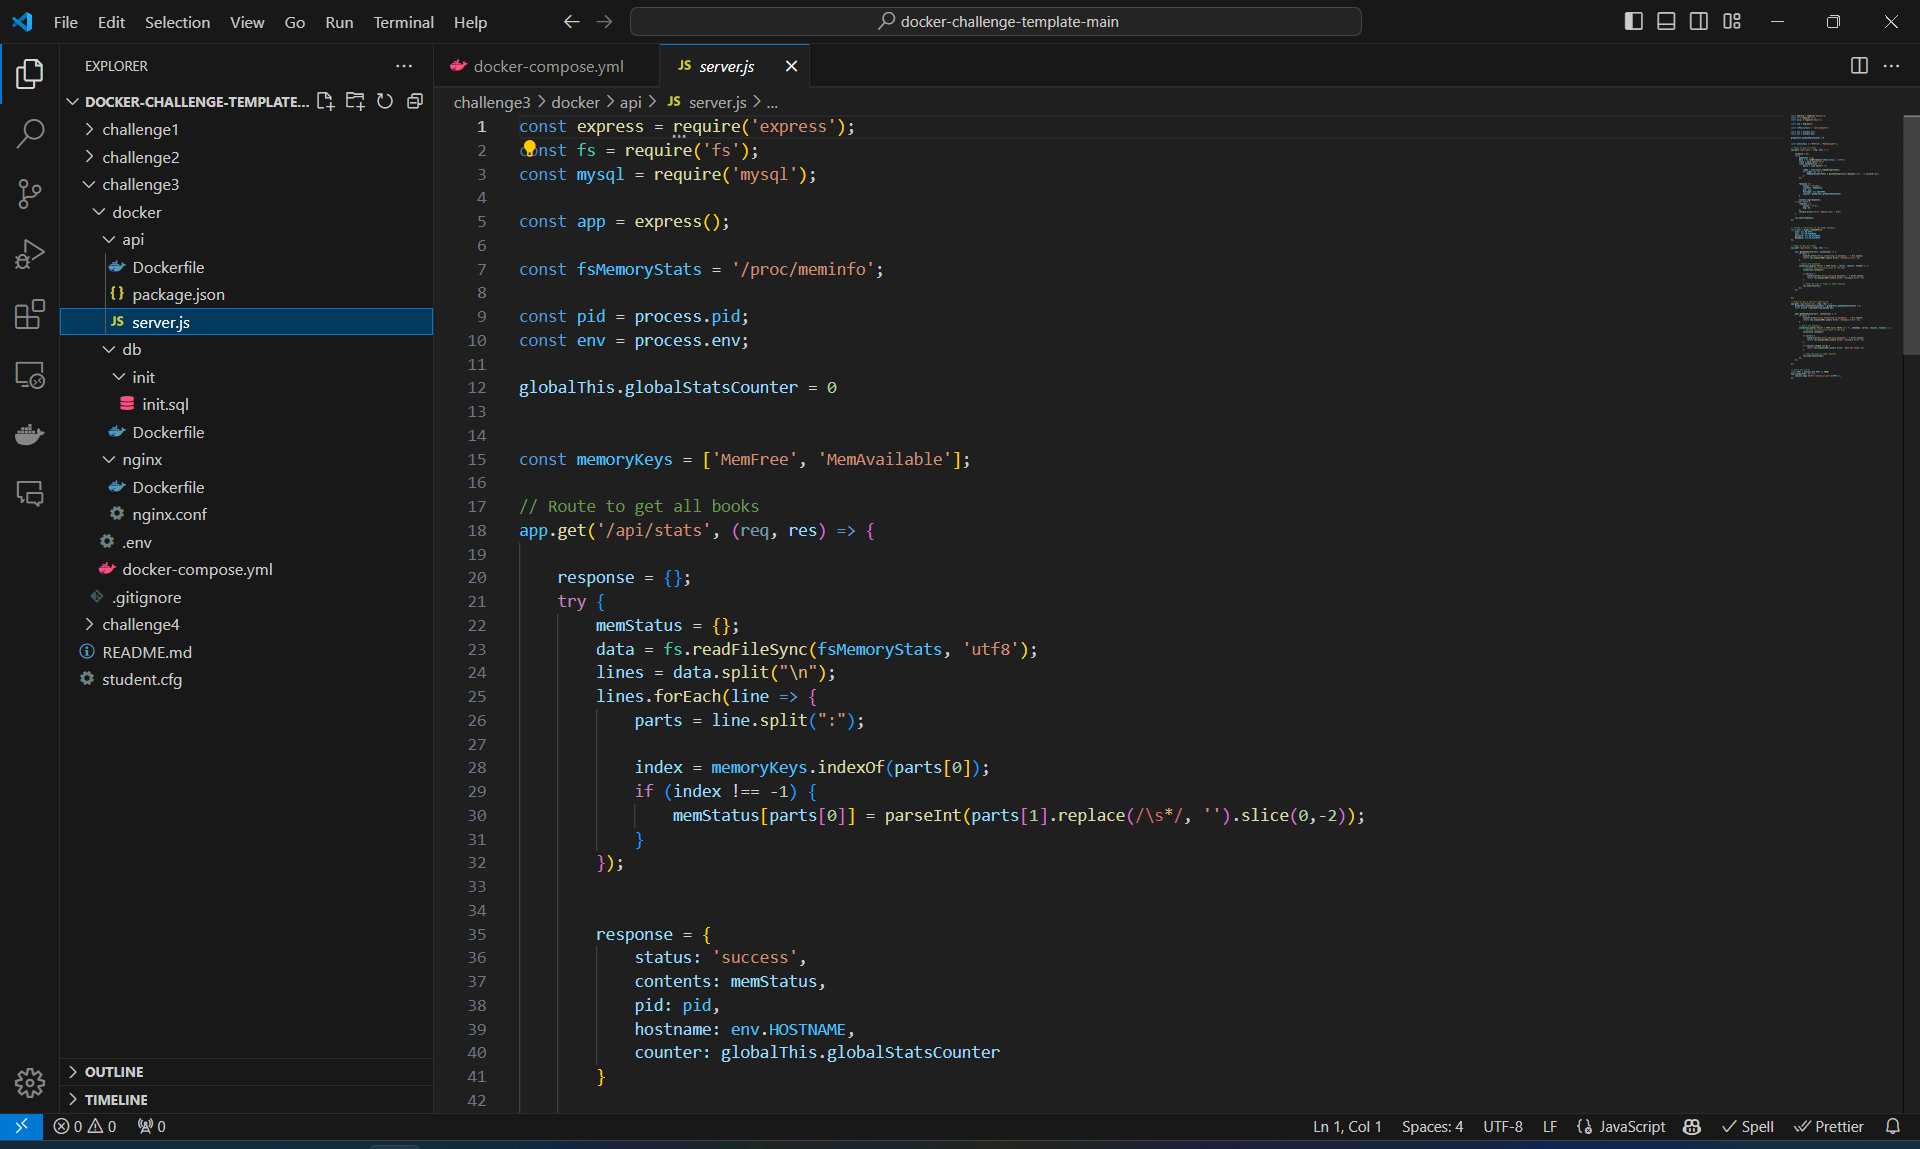 File Edit Selection View Go Run Terminal Help
docker-challenge-template-main
EXPLORER
DOCKER-CHALLENGE-TEMPLATE...
challenge1
challenge2
challenge3
docker
api
Dockerfile
package.json
JS server.js
db
init
init.sql
Dockerfile
nginx
Dockerfile
nginx.conf
.env
docker-compose.yml
.gitignore
challenge4
README.md
student.cfg
OUTLINE
TIMELINE
docker-compose.yml
JS server.js
challenge3 > docker > api > JS server.js > ...
1 const express = require('express');
2 const fs = require('fs');
3 const mysql = require('mysql');
4
5 const app = express();
6
7 const fsMemoryStats = '/proc/meminfo';
8
9 const pid = process.pid;
10 const env = process.env;
11
12 globalThis.globalStatsCounter = 0
13
14
15 const memoryKeys = ['MemFree', 'MemAvailable'];
16
17 // Route to get all books
18 app.get('/api/stats', (req, res) => {
19
20 response = {};
21 try {
22 memStatus = {};
23 data = fs.readFileSync(fsMemoryStats, 'utf8');
24 lines = data.split("\n");
25 lines.forEach(line => {
26 parts = line.split(":");
27
28 index = memoryKeys.indexOf(parts[0]);
29 if (index !== -1) {
30 memStatus[parts[0]] = parseInt(parts[1].replace(/\s*/, '').slice(0,-2));
31 }
32 });
33
34
35 response = {
36 status: 'success',
37 contents: memStatus,
38 pid: pid,
39 hostname: env.HOSTNAME,
40 counter: globalThis.globalStatsCounter
41 }
42
0 0 0
Ln 1, Col 1 Spaces: 4 UTF-8 LF JavaScript Spell Prettier